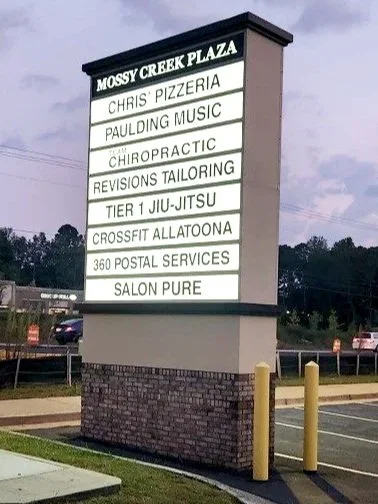 MOSSY CREEK PLAZA
CHRIS' PIZZERIA
PAULDING MUSIC
TEAM
CHIROPRACTIC
REVISIONS TAILORING
TIER 1 JIU-JITSU
CROSSFIT ALLATOONA
360 POSTAL SERVICES
SALON PURE